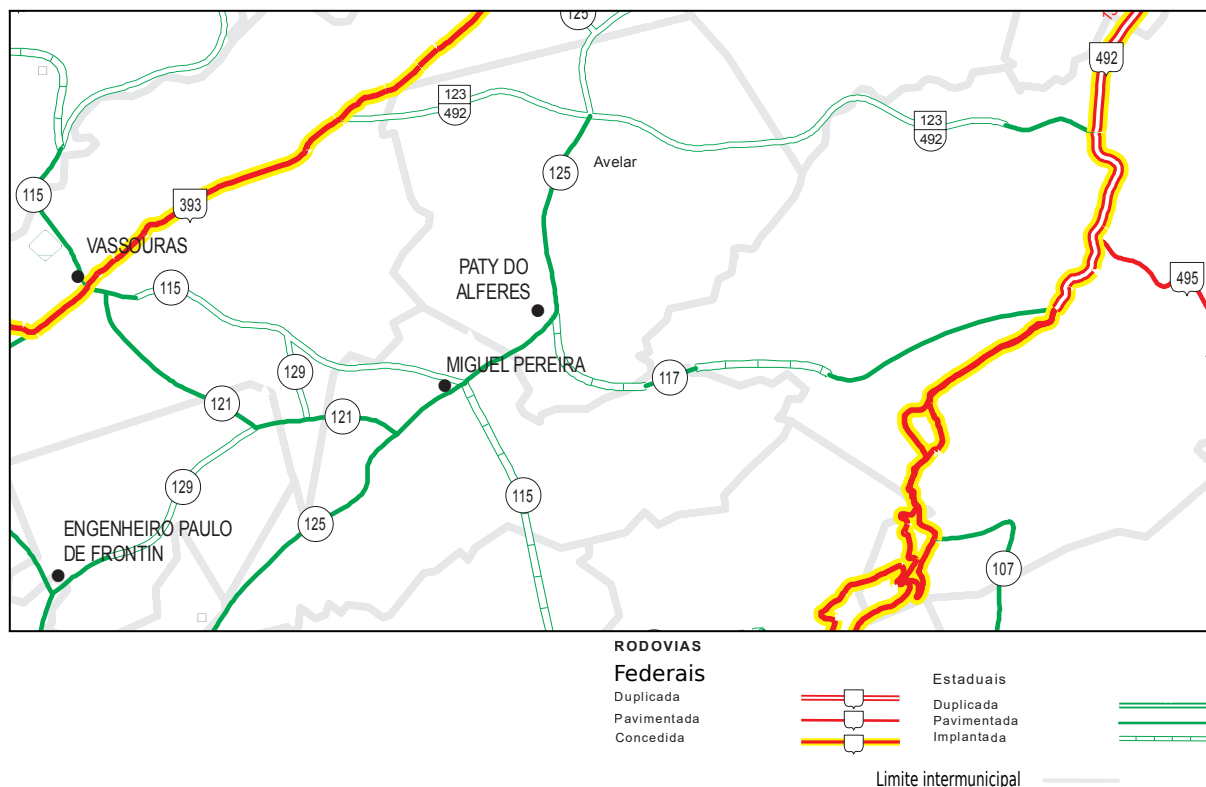 125
492
123
492
123
492
Avelar
125
115
393
VASSOURAS
PATY DO
ALFERES
495
115
129
MIGUEL PEREIRA
117
121
121
129
115
125
ENGENHEIRO PAULO
DE FRONTIN
107
RODOVIAS
Federais
Duplicada
Pavimentada
Concedida
Estaduais
Duplicada
Pavimentada
Implantada
Limite intermunicipal